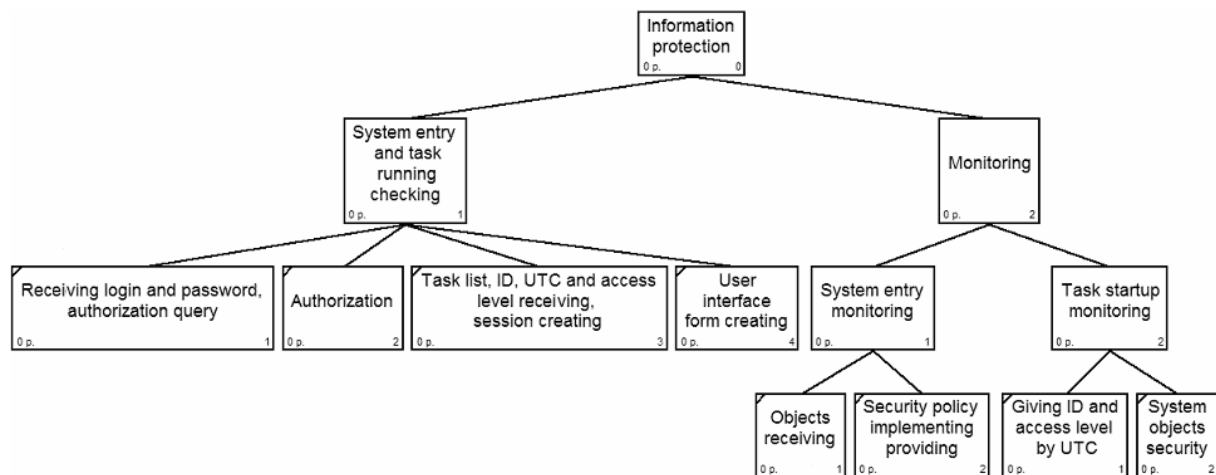 Information
protection
0 p. 0
System entry
and task
running
checking
0 p. 1
Monitoring
0 p. 2
Receiving login and password,
authorization query
0 p. 1
Authorization
0 p. 2
Task list, ID, UTC and access
level receiving,
session creating
0 p. 3
User
interface
form creating
0 p. 4
System entry
monitoring
0 p. 1
Task startup
monitoring
0 p. 2
Objects
receiving
0 p. 1
Security policy
implementing
providing
0 p. 2
Giving ID and
access level
by UTC
0 p. 1
System
objects
security
0 p. 2